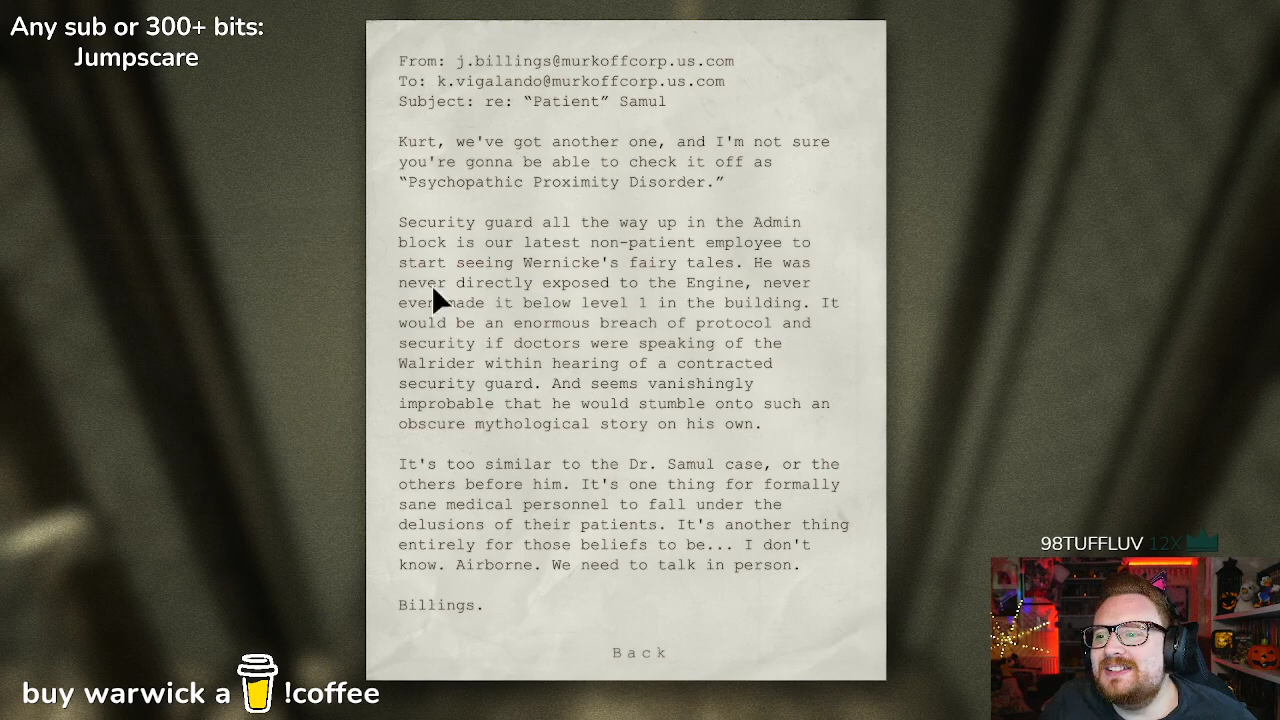 Any sub or 300+ bits:
Jumpscare
From: j.billings@murkoffcorp.us.com
To: k.vigalando@murkoffcorp.us.com
Subject: re: “Patient” Samul
Kurt, we've got another one, and I'm not sure
you're gonna be able to check it off as
“Psychopathic Proximity Disorder.”
Security guard all the way up in the Admin
block is our latest non-patient employee to
start seeing Wernicke's fairy tales. He was
never directly exposed to the Engine, never
ever made it below level 1 in the building. It
would be an enormous breach of protocol and
security if doctors were speaking of the
Walrider within hearing of a contracted
security guard. And seems vanishingly
improbable that he would stumble onto such an
obscure mythological story on his own.
It's too similar to the Dr. Samul case, or the
others before him. It's one thing for formally
sane medical personnel to fall under the
delusions of their patients. It's another thing
entirely for those beliefs to be... I don't
know. Airborne. We need to talk in person.
Billings.
Back
98TUFFLUV 12X
buy warwick a !coffee